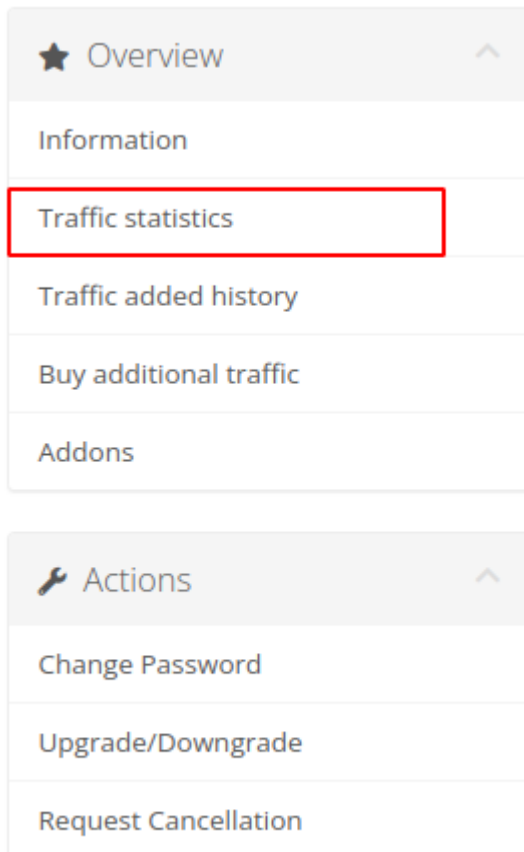 Overview
Information
Traffic statistics
Traffic added history
Buy additional traffic
Addons
Actions
Change Password
Upgrade/Downgrade
Request Cancellation